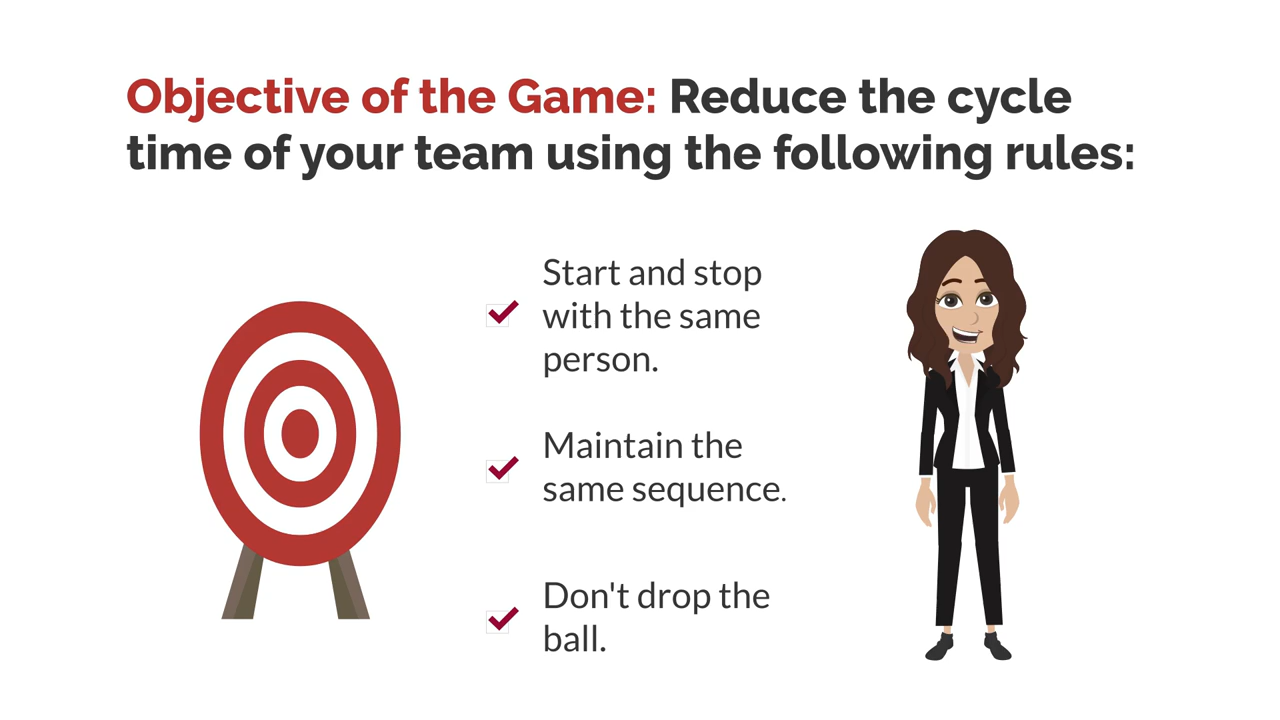 Objective of the Game: Reduce the cycle
time of your team using the following rules:
Start and stop
with the same
person.
Maintain the
same sequence.
Don't drop the
ball.